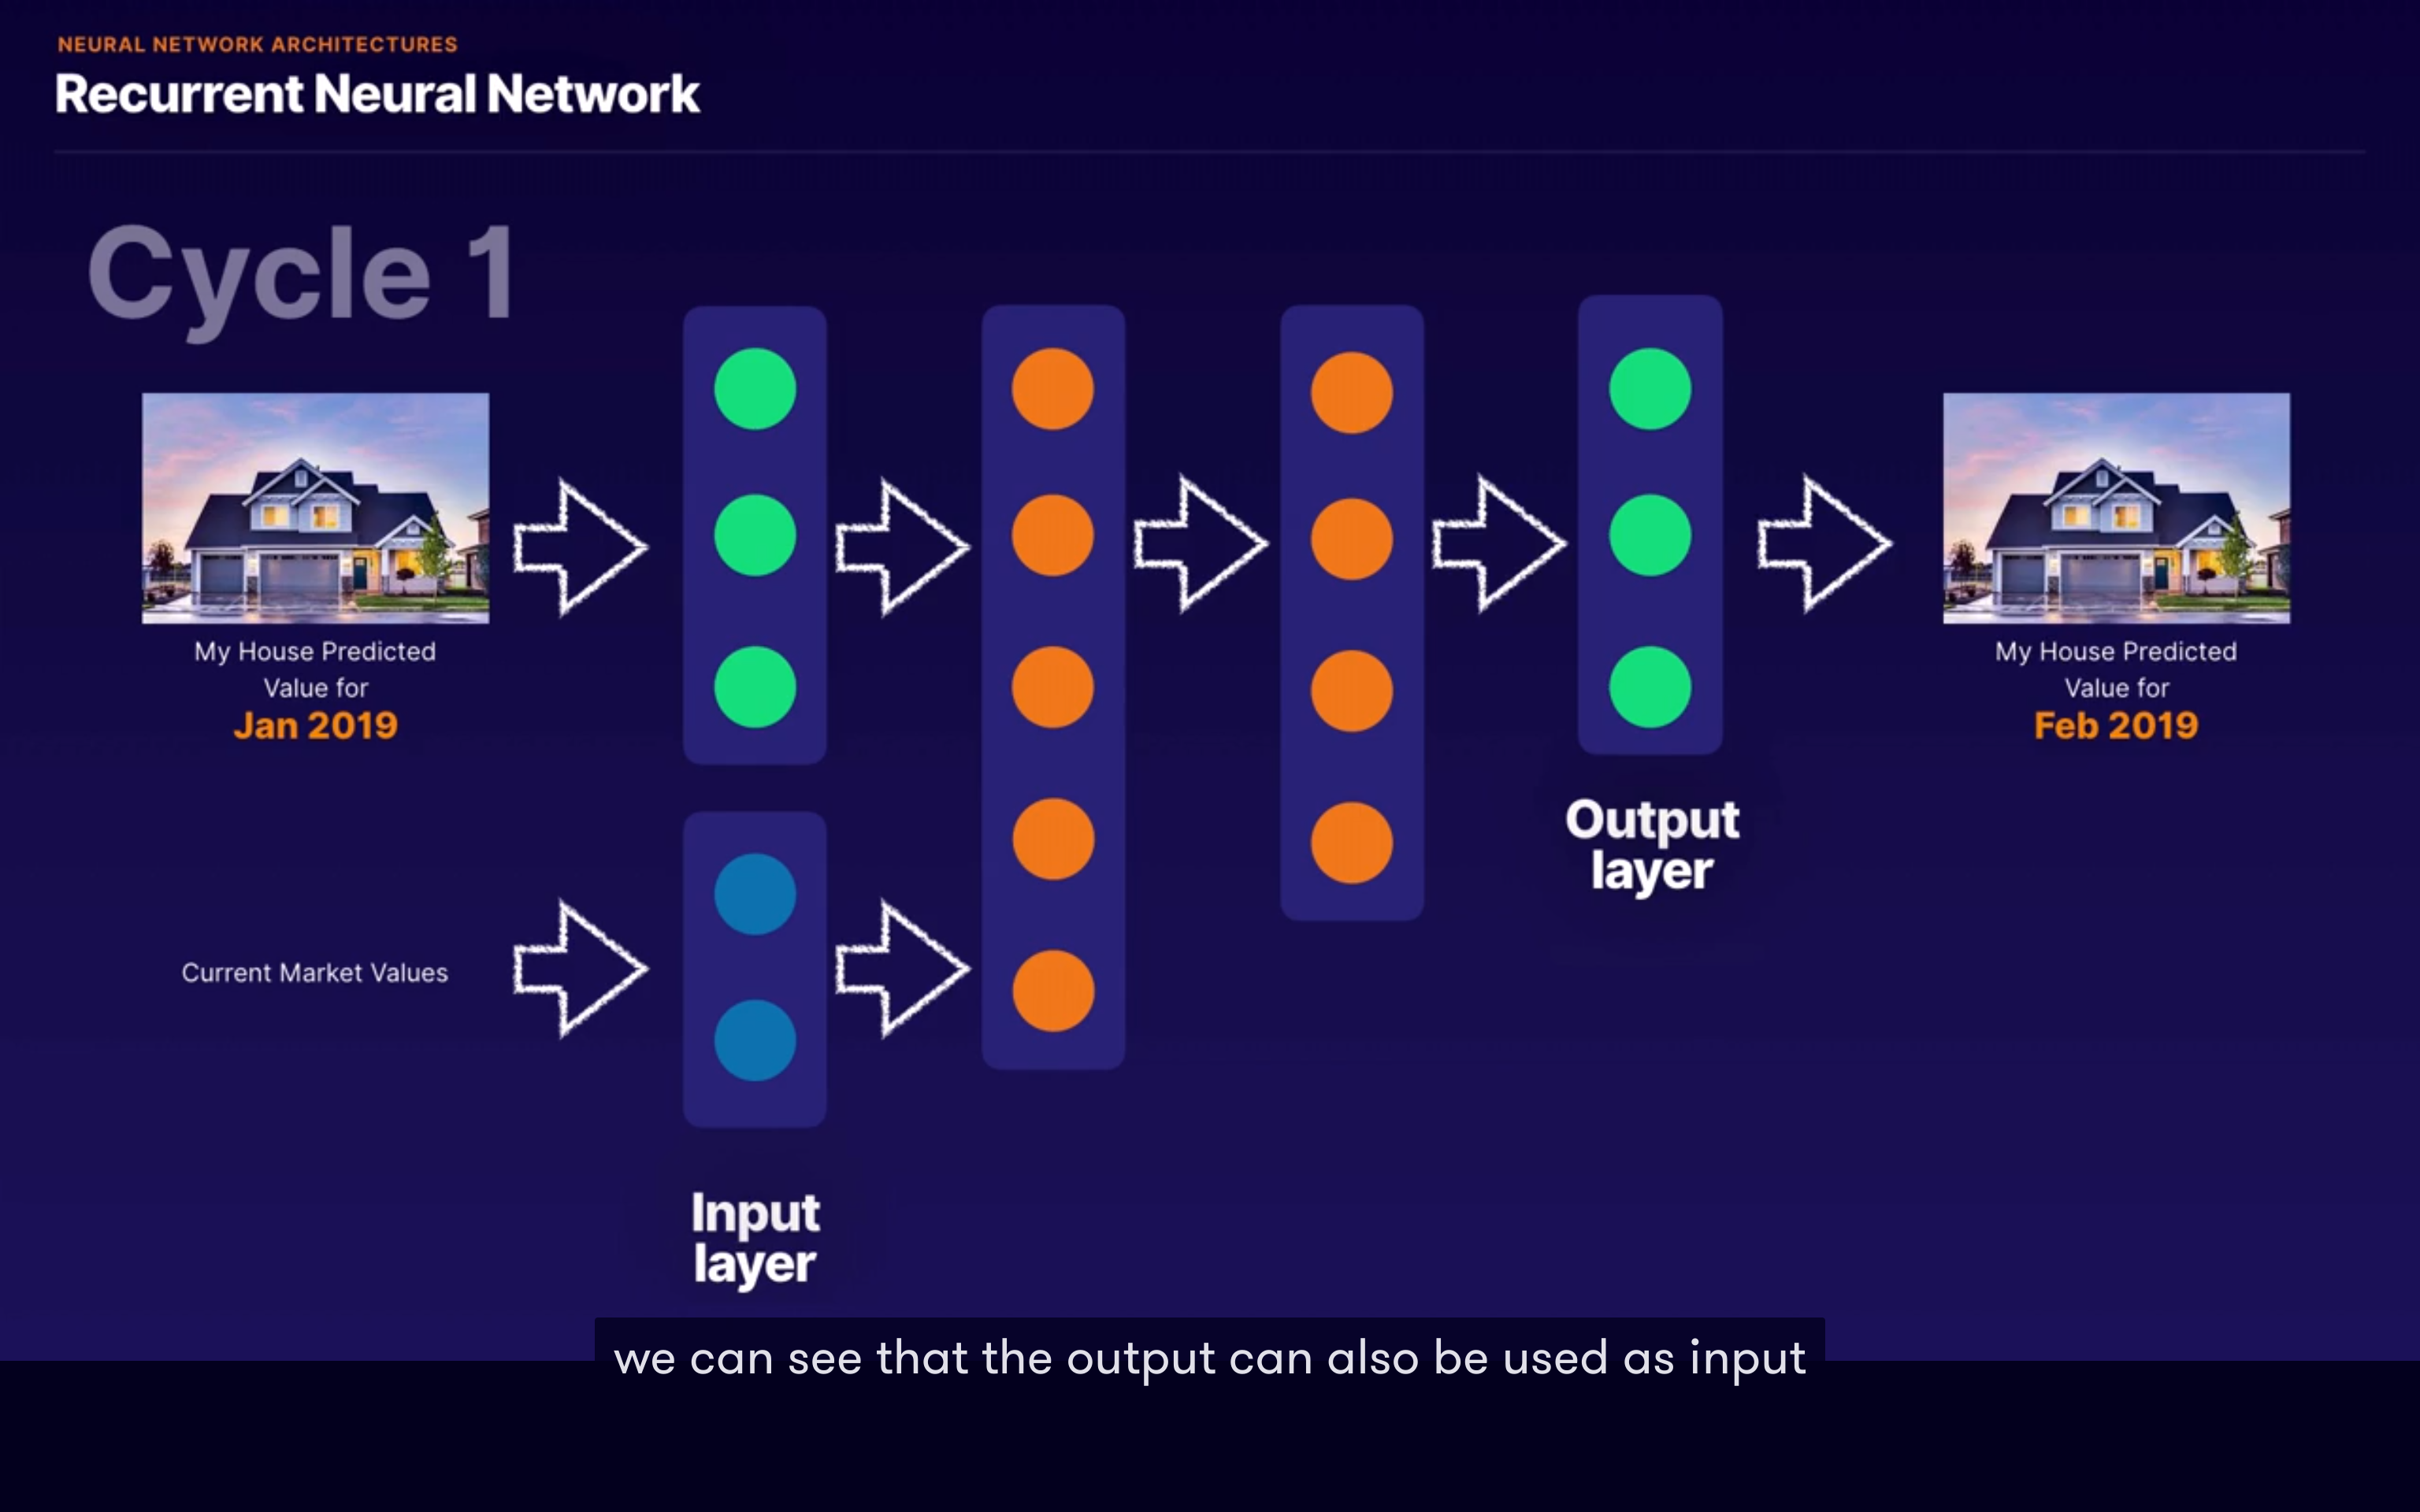 NEURAL NETWORK ARCHITECTURES
Recurrent Neural Network
Cycle 1
My House Predicted
Value for
Jan 2019
Current Market Values
Input
layer
Output
layer
My House Predicted
Value for
Feb 2019
we can see that the output can also be used as input